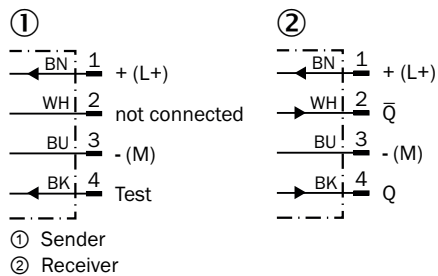 ① ②
BN 1 + (L+)
WH 2 not connected
BU 3 - (M)
BK 4 Test
BN 1 + (L+)
WH 2 Q̅
BU 3 - (M)
BK 4 Q
① Sender
② Receiver